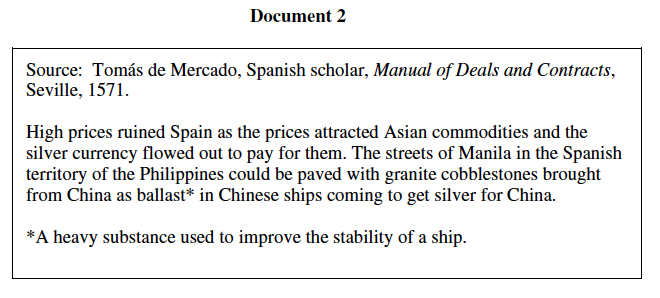 Document 2
Source:  Tomás de Mercado, Spanish scholar, Manual of Deals and Contracts,
Seville, 1571.
High prices ruined Spain as the prices attracted Asian commodities and the
silver currency flowed out to pay for them. The streets of Manila in the Spanish
territory of the Philippines could be paved with granite cobblestones brought
from China as ballast* in Chinese ships coming to get silver for China.
*A heavy substance used to improve the stability of a ship.